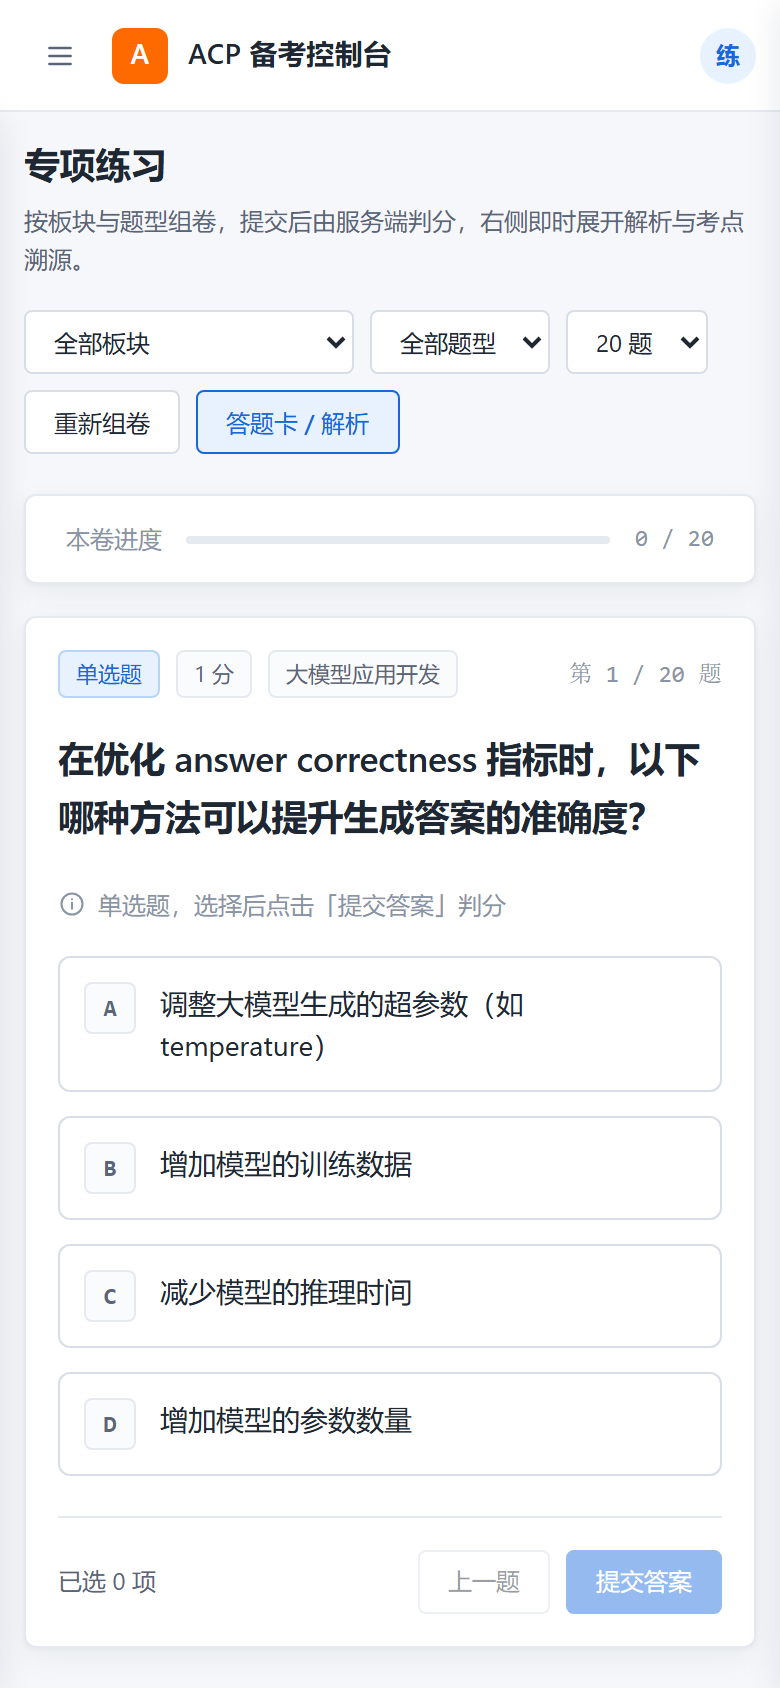 A ACP 备考控制台 练
专项练习
按板块与题型组卷，提交后由服务端判分，右侧即时展开解析与考点
溯源。
全部板块 全部题型 20 题
重新组卷 答题卡 / 解析
本卷进度 0 / 20
单选题 1 分 大模型应用开发 第 1 / 20 题
在优化 answer correctness 指标时，以下
哪种方法可以提升生成答案的准确度？
单选题，选择后点击「提交答案」判分
A 调整大模型生成的超参数（如
temperature）
B 增加模型的训练数据
C 减少模型的推理时间
D 增加模型的参数数量
已选 0 项 上一题 提交答案